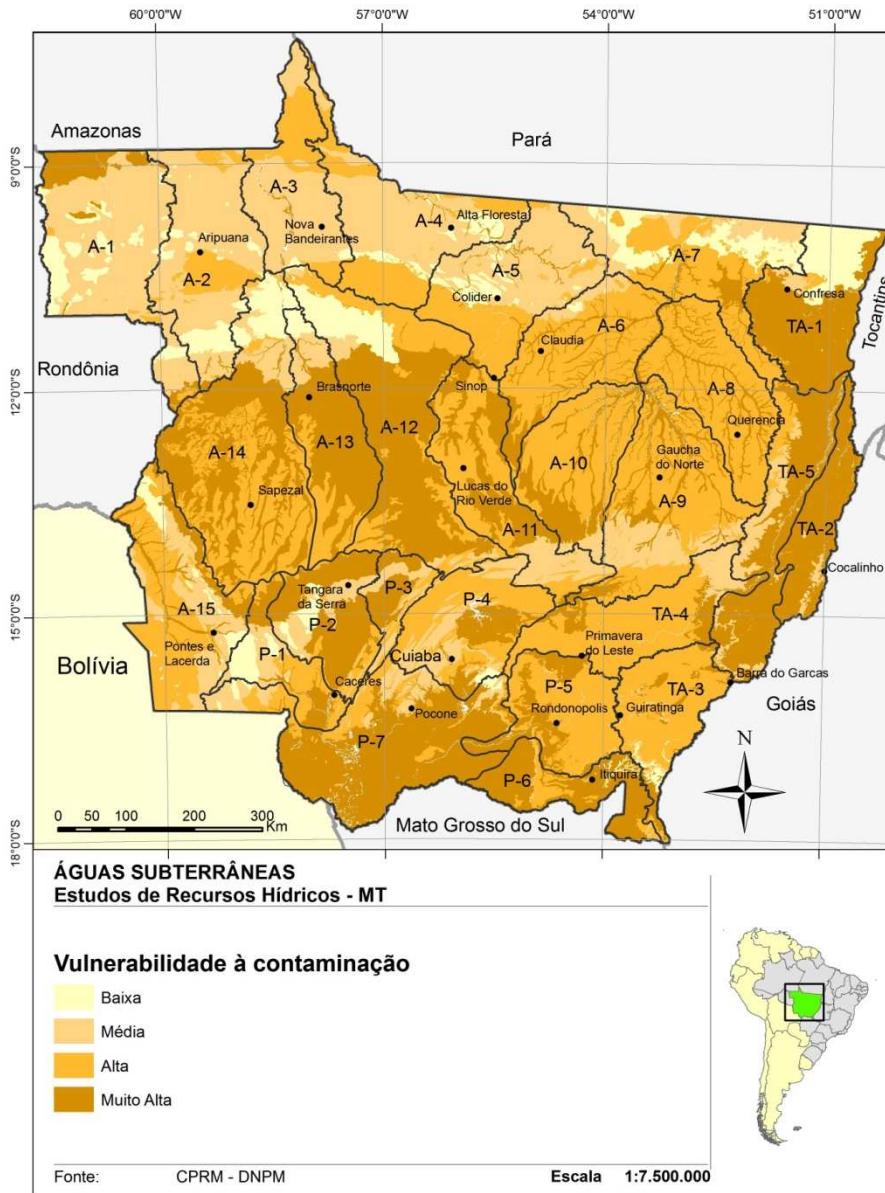 60°0'0"W 57°0'0"W 54°0'0"W 51°0'0"W
Amazonas
Pará
9°0'0"S
A-3
A-4
Alta Floresta
Nova
Bandeirantes
A-1
Aripuana
A-7
A-5
A-2
Colider
Confresa
Tocantins
A-6
TA-1
Claudia
Rondônia
Sinop
12°0'0"S
Brasnorte
A-8
A-12
Querencia
A-14
A-13
A-10
Gaucha
do Norte
TA-5
Lucas do
Rio Verde
Sapezal
A-9
A-11
TA-2
Cocalinho
Tangara
da Serra
P-3
P-4
A-15
15°0'0"S
P-2
TA-4
Pontes e
Lacerda
Primavera
do Leste
Bolívia
P-1
Cuiaba
Barra do Garcas
Caceres
P-5
TA-3
Goiás
Pocone
Rondonopolis
Guiratinga
P-7
N
P-6
Itiquira
0 50 100 200 300
Km
Mato Grosso do Sul
18°0'0"S
ÁGUAS SUBTERRÂNEAS
Estudos de Recursos Hídricos - MT
Vulnerabilidade à contaminação
Baixa
Média
Alta
Muito Alta
Fonte: CPRM - DNPM Escala 1:7.500.000